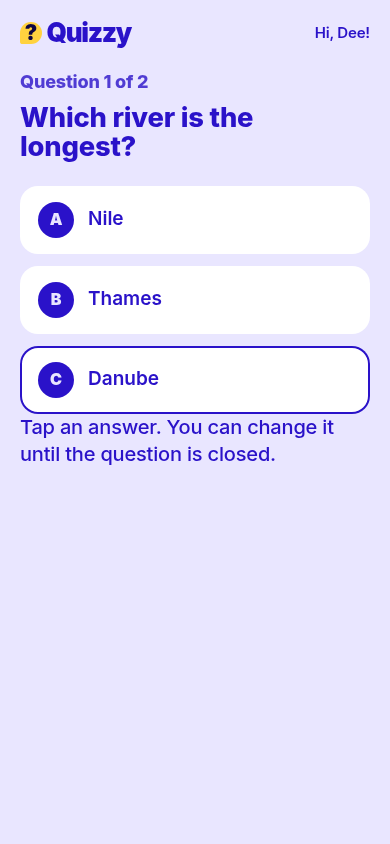 ? Quizzy
Hi, Dee!
Question 1 of 2
Which river is the
longest?
A Nile
B Thames
C Danube
Tap an answer. You can change it
until the question is closed.